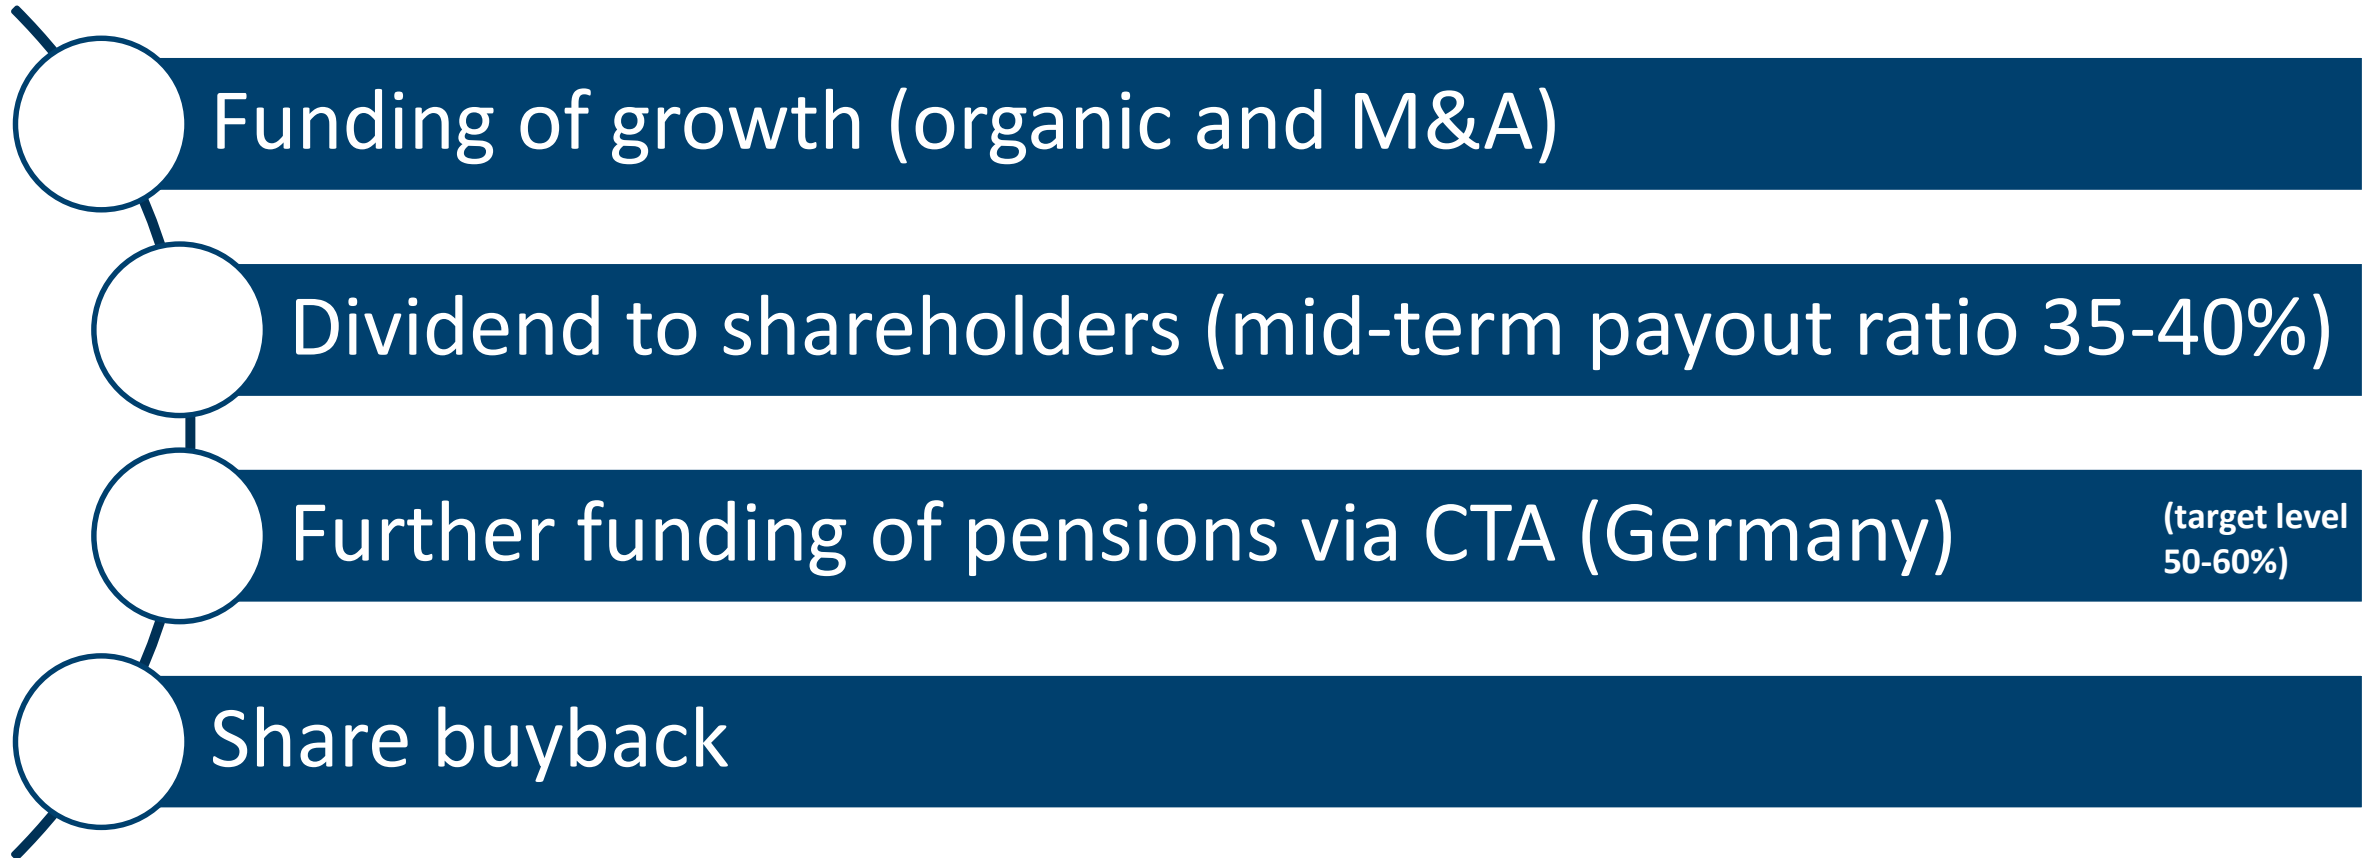 Funding of growth (organic and M&A)
Dividend to shareholders (mid-term payout ratio 35-40%)
Further funding of pensions via CTA (Germany)
(target level
50-60%)
Share buyback